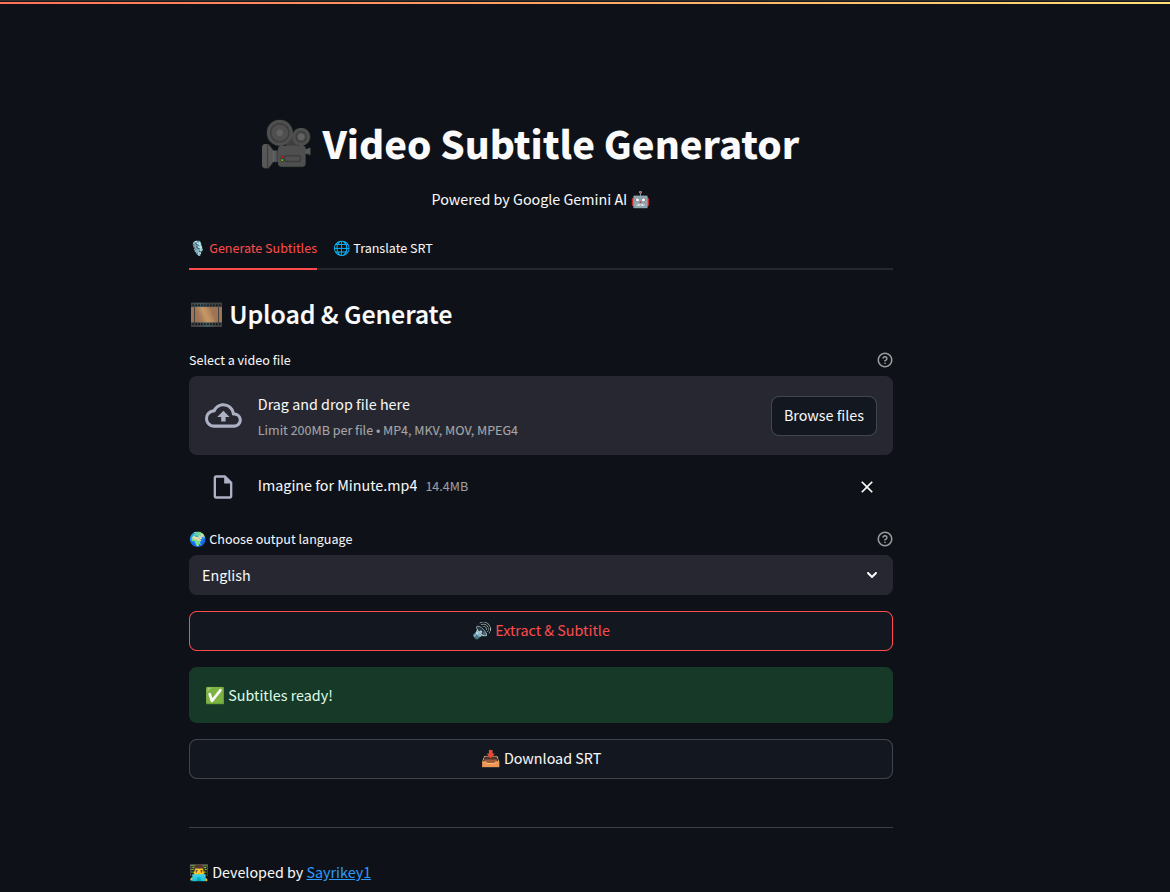 🎥 Video Subtitle Generator
Powered by Google Gemini AI 🤖
🎙️ Generate Subtitles
🌐 Translate SRT
🎞️ Upload & Generate
Select a video file
Drag and drop file here
Limit 200MB per file • MP4, MKV, MOV, MPEG4
Browse files
Imagine for Minute.mp4 14.4MB
🌍 Choose output language
English
🔊 Extract & Subtitle
✅ Subtitles ready!
📥 Download SRT
👨‍💻 Developed by Sayrikey1